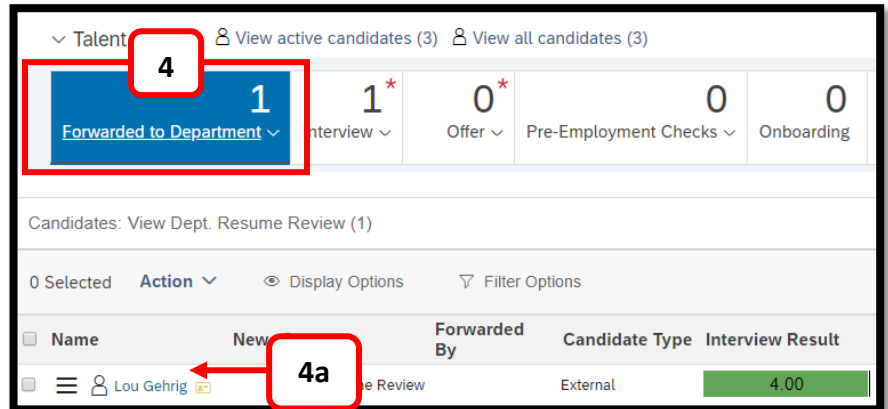 Talent View active candidates (3) View all candidates (3)
4
1 1* 0* 0 0
Forwarded to Department nterview Offer Pre-Employment Checks Onboarding
Candidates: View Dept. Resume Review (1)
0 Selected Action Display Options Filter Options
Name New Forwarded By Candidate Type Interview Result
4a
Lou Gehrig e Review External 4.00